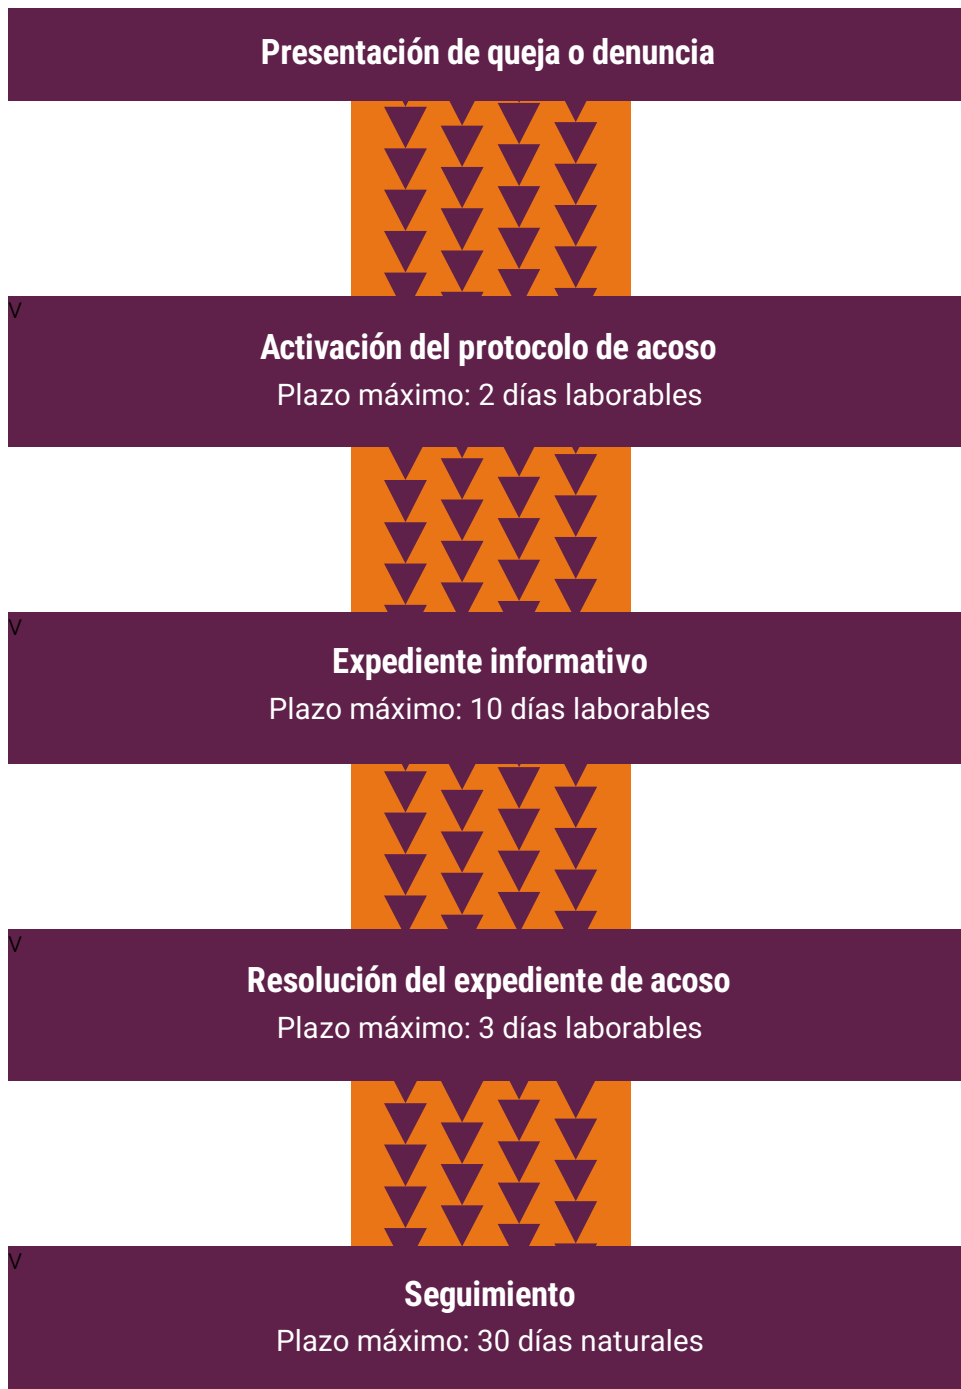 Presentación de queja o denuncia
V
Activación del protocolo de acoso
Plazo máximo: 2 días laborables
V
Expediente informativo
Plazo máximo: 10 días laborables
V
Resolución del expediente de acoso
Plazo máximo: 3 días laborables
V
Seguimiento
Plazo máximo: 30 días naturales